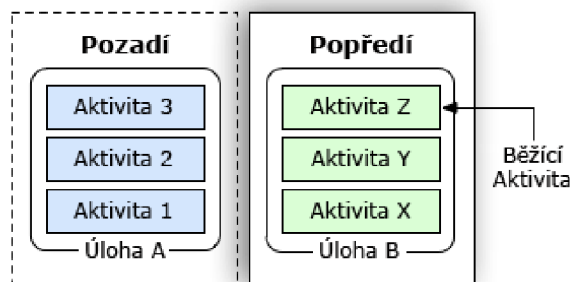 Pozadí
Aktivita 3
Aktivita 2
Aktivita 1
Úloha A
Popředí
Aktivita Z
Aktivita Y
Aktivita X
Úloha B
Běžící
Aktivita